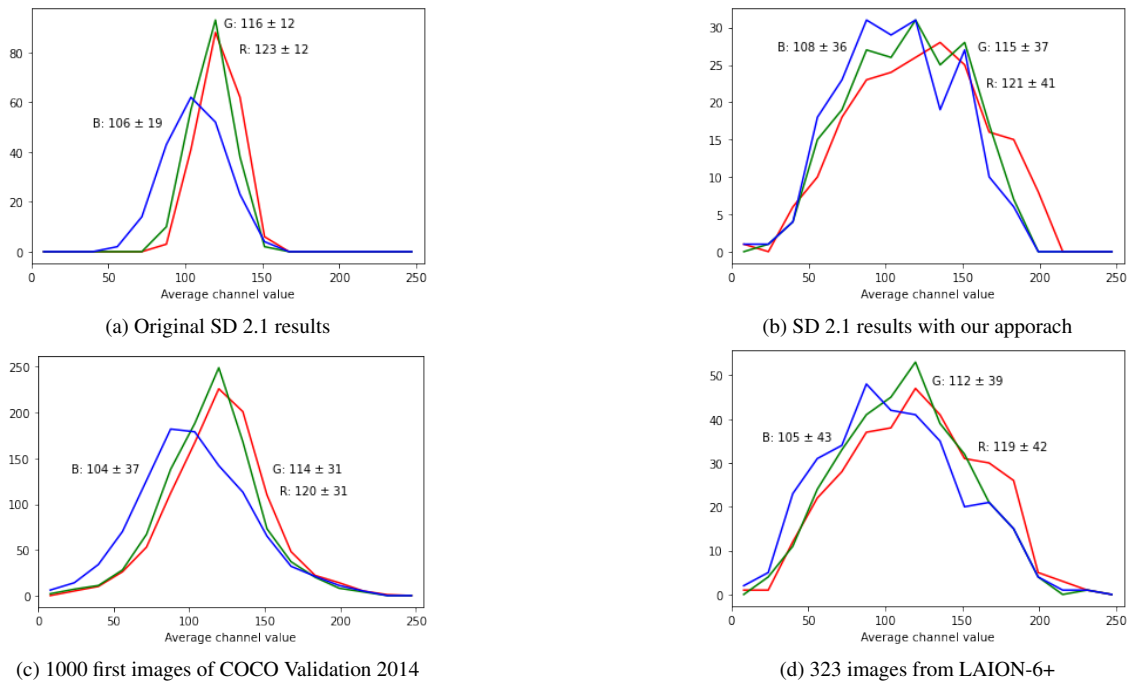 80
60
40
20
0
G: 116 ± 12
R: 123 ± 12
B: 106 ± 19
0 50 100 150 200 250
Average channel value
(a) Original SD 2.1 results
30
25
20
15
10
5
0
B: 108 ± 36
G: 115 ± 37
R: 121 ± 41
0 50 100 150 200 250
Average channel value
(b) SD 2.1 results with our apporach
250
200
150
100
50
0
B: 104 ± 37
G: 114 ± 31
R: 120 ± 31
0 50 100 150 200 250
Average channel value
(c) 1000 first images of COCO Validation 2014
50
40
30
20
10
0
G: 112 ± 39
B: 105 ± 43
R: 119 ± 42
0 50 100 150 200 250
Average channel value
(d) 323 images from LAION-6+